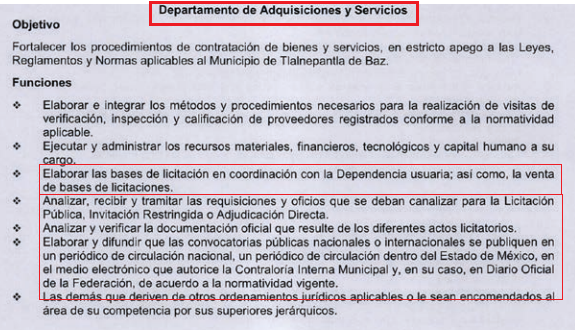 Departamento de Adquisiciones y Servicios
Objetivo
Fortalecer los procedimientos de contratación de bienes y servicios, en estricto apego a las Leyes,
Reglamentos y Normas aplicables al Municipio de Tlalnepantla de Baz.
Funciones
❖ Elaborar e integrar los métodos y procedimientos necesarios para la realización de visitas de
verificación, inspección y calificación de proveedores registrados conforme a la normatividad
aplicable.
❖ Ejecutar y administrar los recursos materiales, financieros, tecnológicos y capital humano a su
cargo.
❖ Elaborar las bases de licitación en coordinación con la Dependencia usuaria; así como, la venta
de bases de licitaciones.
❖ Analizar, recibir y tramitar las requisiciones y oficios que se deban canalizar para la Licitación
Pública, Invitación Restringida o Adjudicación Directa.
❖ Analizar y verificar la documentación oficial que resulte de los diferentes actos licitatorios.
❖ Elaborar y difundir que las convocatorias públicas nacionales o internacionales se publiquen en
un periódico de circulación nacional, un periódico de circulación dentro del Estado de México, en
el medio electrónico que autorice la Contraloría Interna Municipal y, en su caso, en Diario Oficial
de la Federación, de acuerdo a la normatividad vigente.
❖ Las demás que deriven de otros ordenamientos jurídicos aplicables o le sean encomendados al
área de su competencia por sus superiores jerárquicos.